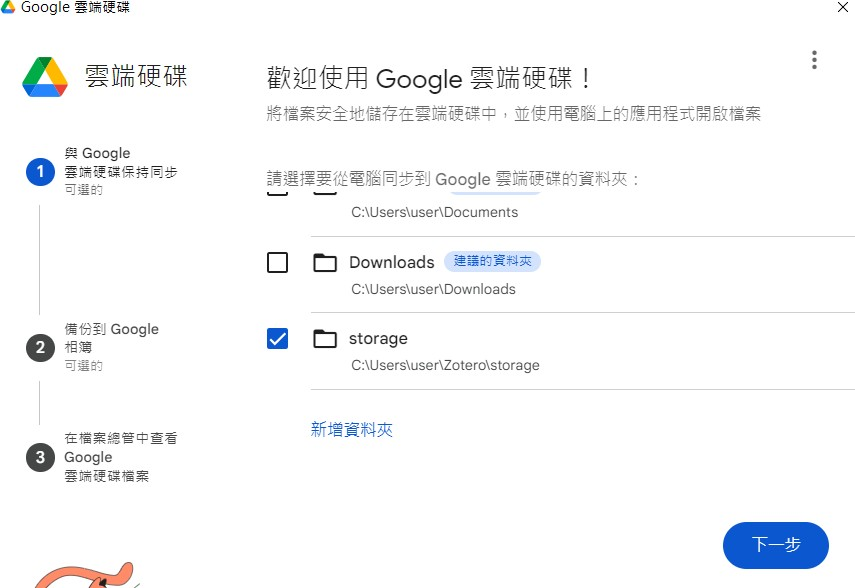 Google 雲端硬碟
雲端硬碟
歡迎使用 Google 雲端硬碟！
將檔案安全地儲存在雲端硬碟中，並使用電腦上的應用程式開啟檔案
1
與 Google
雲端硬碟保持同步
可選的
2
備份到 Google
相簿
可選的
3
在檔案總管中查看
Google
雲端硬碟檔案
請選擇要從電腦同步到 Google 雲端硬碟的資料夾：
C:\Users\user\Documents
Downloads 建議的資料夾
C:\Users\user\Downloads
storage
C:\Users\user\Zotero\storage
新增資料夾
下一步